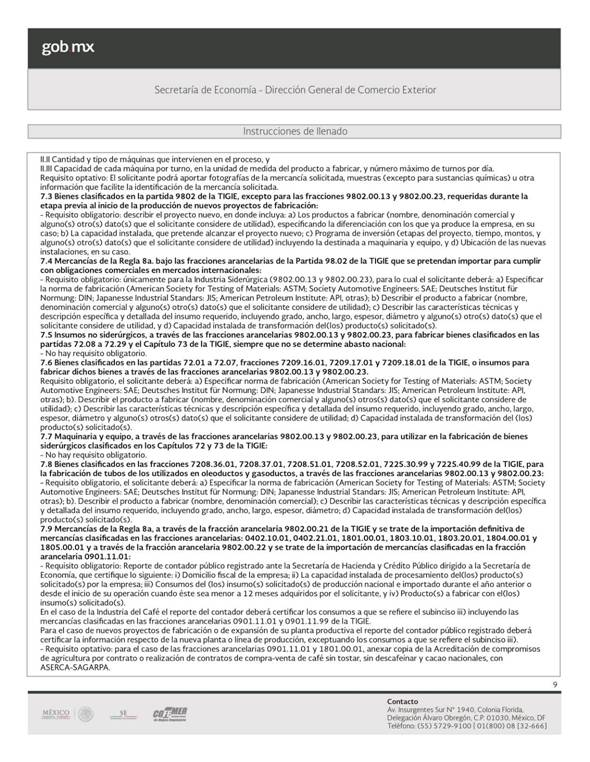 gob.mx
Secretaría de Economía - Dirección General de Comercio Exterior
Instrucciones de llenado
II.II Cantidad y tipo de máquinas que intervienen en el proceso, y
II.III Capacidad de cada máquina por turno, en la unidad de medida del producto a fabricar, y número máximo de turnos por día.
Requisito optativo: El solicitante podrá aportar fotografías de la mercancía solicitada, muestras (excepto para sustancias químicas) u otra
información que facilite la identificación de la mercancía solicitada.
7.3 Bienes clasificados en la partida 9802 de la TIGIE, excepto para las fracciones 9802.00.13 y 9802.00.23, requeridas durante la
etapa previa al inicio de la producción de nuevos proyectos de fabricación:
- Requisito obligatorio: describir el proyecto nuevo, en donde incluya: a) Los productos a fabricar (nombre, denominación comercial y
alguno(s) otro(s) dato(s) que el solicitante considere de utilidad), especificando la diferenciación con los que ya produce la empresa, en su
caso; b) La capacidad instalada, que pretende alcanzar el proyecto nuevo; c) Programa de inversión (etapas del proyecto, tiempo, montos, y
alguno(s) otro(s) dato(s) que el solicitante considere de utilidad) incluyendo la destinada a maquinaria y equipo, y d) Ubicación de las nuevas
instalaciones, en su caso.
7.4 Mercancías de la Regla 8a. bajo las fracciones arancelarias de la Partida 98.02 de la TIGIE que se pretendan importar para cumplir
con obligaciones comerciales en mercados internacionales:
- Requisito obligatorio: únicamente para la Industria Siderúrgica (9802.00.13 y 9802.00.23), para lo cual el solicitante deberá: a) Especificar
la norma de fabricación (American Society for Testing of Materials: ASTM; Society Automotive Engineers: SAE; Deutsches Institut für
Normung: DIN; Japanesse Industrial Standars: JIS; American Petroleum Institute: API, otras); b) Describir el producto a fabricar (nombre,
denominación comercial y alguno(s) otro(s) dato(s) que el solicitante considere de utilidad); c) Describir las características técnicas y
descripción específica y detallada del insumo requerido, incluyendo grado, ancho, largo, espesor, diámetro y alguno(s) otro(s) dato(s) que el
solicitante considere de utilidad, y d) Capacidad instalada de transformación del(los) producto(s) solicitado(s).
7.5 Insumos no siderúrgicos, a través de las fracciones arancelarias 9802.00.13 y 9802.00.23, para fabricar bienes clasificados en las
partidas 72.08 a 72.29 y el Capítulo 73 de la TIGIE, siempre que no se determine abasto nacional:
- No hay requisito obligatorio.
7.6 Bienes clasificados en las partidas 72.01 a 72.07, fracciones 7209.16.01, 7209.17.01 y 7209.18.01 de la TIGIE, o insumos para
fabricar dichos bienes a través de las fracciones arancelarias 9802.00.13 y 9802.00.23.
Requisito obligatorio, el solicitante deberá: a) Especificar norma de fabricación (American Society for Testing of Materials: ASTM; Society
Automotive Engineers: SAE; Deutsches Institut für Normung: DIN; Japanesse Industrial Standars: JIS; American Petroleum Institute: API,
otras); b). Describir el producto a fabricar (nombre, denominación comercial y alguno(s) otros(s) dato(s) que el solicitante considere de
utilidad); c) Describir las características técnicas y descripción específica y detallada del insumo requerido, incluyendo grado, ancho, largo,
espesor, diámetro y alguno(s) otros(s) dato(s) que el solicitante considere de utilidad; d) Capacidad instalada de transformación del (los)
producto(s) solicitado(s).
7.7 Maquinaria y equipo, a través de las fracciones arancelarias 9802.00.13 y 9802.00.23, para utilizar en la fabricación de bienes
siderúrgicos clasificados en los Capítulos 72 y 73 de la TIGIE:
- No hay requisito obligatorio.
7.8 Bienes clasificados en las fracciones 7208.36.01, 7208.37.01, 7208.51.01, 7208.52.01, 7225.30.99 y 7225.40.99 de la TIGIE, para
la fabricación de tubos de los utilizados en oleoductos y gasoductos, a través de las fracciones arancelarias 9802.00.13 y 9802.00.23:
- Requisito obligatorio, el solicitante deberá: a) Especificar la norma de fabricación (American Society for Testing of Materials: ASTM; Society
Automotive Engineers: SAE; Deutsches Institut für Normung: DIN; Japanesse Industrial Standars: JIS; American Petroleum Institute: API,
otras); b). Describir el producto a fabricar (nombre, denominación comercial); c) Describir las características técnicas y descripción específica
y detallada del insumo requerido, incluyendo grado, ancho, largo, espesor, diámetro; d) Capacidad instalada de transformación del(los)
producto(s) solicitado(s).
7.9 Mercancías de la Regla 8a, a través de la fracción arancelaria 9802.00.21 de la TIGIE y se trate de la importación definitiva de
mercancías clasificadas en las fracciones arancelarias: 0402.10.01, 0402.21.01, 1801.00.01, 1803.10.01, 1803.20.01, 1804.00.01 y
1805.00.01 y a través de la fracción arancelaria 9802.00.22 y se trate de la importación de mercancías clasificadas en la fracción
arancelaria 0901.11.01:
- Requisito obligatorio: Reporte de contador público registrado ante la Secretaría de Hacienda y Crédito Público dirigido a la Secretaría de
Economía, que certifique lo siguiente: i) Domicilio fiscal de la empresa; ii) La capacidad instalada de procesamiento del(los) producto(s)
solicitado(s) por la empresa; iii) Consumos del (los) insumo(s) solicitado(s) de producción nacional e importado durante el año anterior o
desde el inicio de su operación cuando éste sea menor a 12 meses adquiridos por el solicitante, y iv) Producto(s) a fabricar con el(los)
insumo(s) solicitado(s).
En el caso de la Industria del Café el reporte del contador deberá certificar los consumos a que se refiere el subinciso iii) incluyendo las
mercancías clasificadas en las fracciones arancelarias 0901.11.01 y 0901.11.99 de la TIGIE.
Para el caso de nuevos proyectos de fabricación o de expansión de su planta productiva el reporte del contador público registrado deberá
certificar la información respecto de la nueva planta o línea de producción, exceptuando los consumos a que se refiere el subinciso iii).
- Requisito optativo: para el caso de las fracciones arancelarias 0901.11.01 y 1801.00.01, anexar copia de la Acreditación de compromisos
de agricultura por contrato o realización de contratos de compra-venta de café sin tostar, sin descafeinar y cacao nacionales, con
ASERCA-SAGARPA.
9
MÉXICO
SE
Contacto
Av. Insurgentes Sur N° 1940, Colonia Florida,
Delegación Álvaro Obregón, C.P. 01030, México, DF
Teléfono: (55) 5729-9100 | 01(800) 08 [32-666]